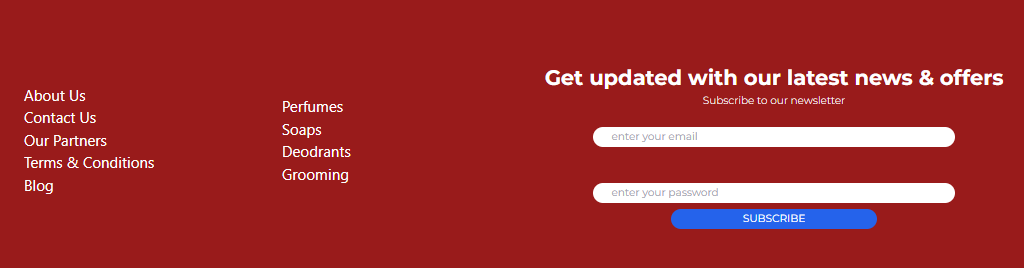 About Us
Contact Us
Our Partners
Terms & Conditions
Blog
Perfumes
Soaps
Deodrants
Grooming
Get updated with our latest news & offers
Subscribe to our newsletter
enter your email
enter your password
SUBSCRIBE